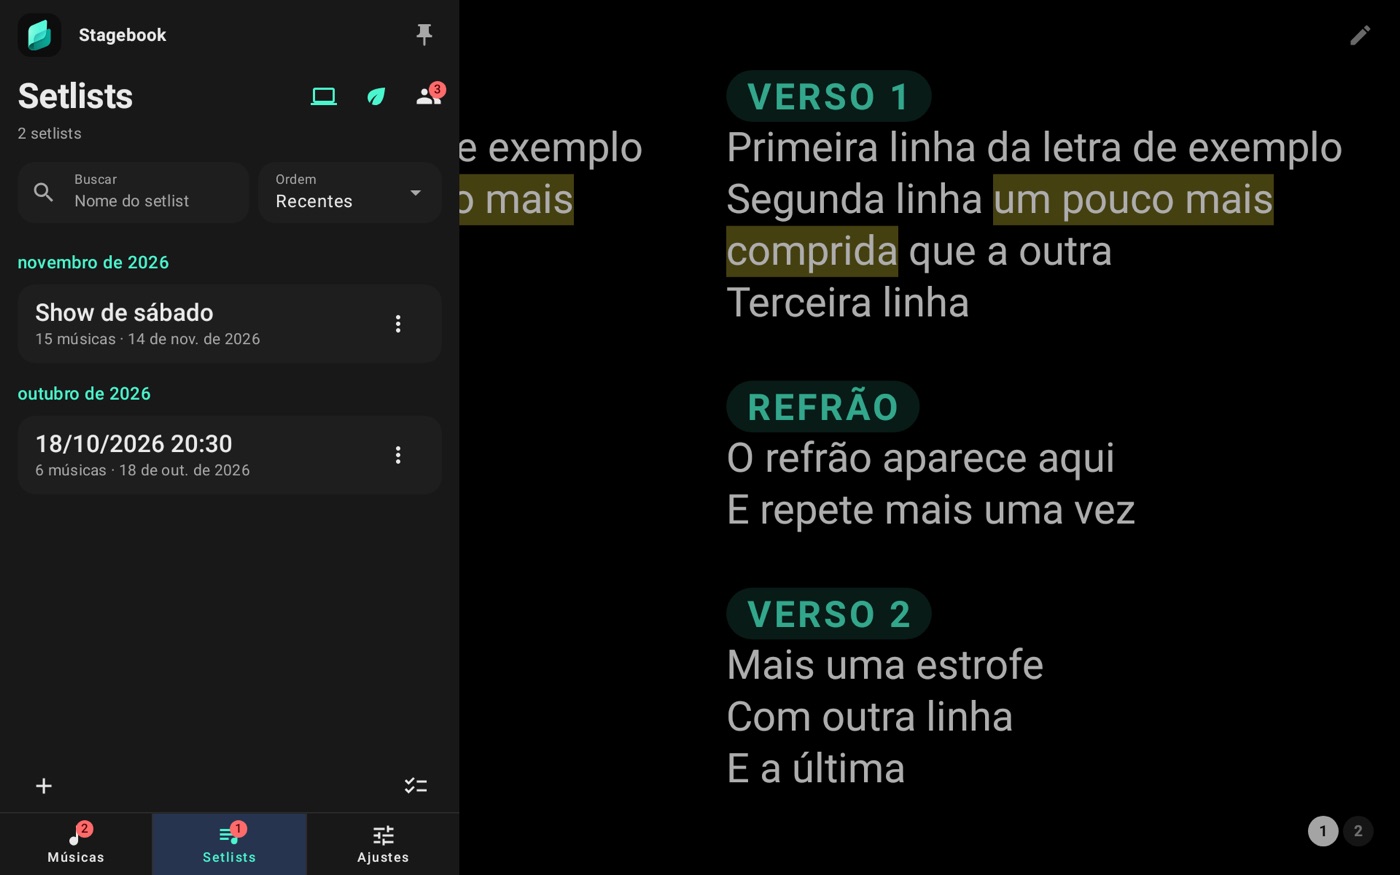 Stagebook
Setlists
3
2 setlists
Buscar
Nome do setlist
Ordem
Recentes
novembro de 2026
Show de sábado
15 músicas · 14 de nov. de 2026
outubro de 2026
18/10/2026 20:30
6 músicas · 18 de out. de 2026
2
Músicas
1
Setlists
Ajustes
e exemplo
o mais
VERSO 1
Primeira linha da letra de exemplo
Segunda linha um pouco mais
comprida que a outra
Terceira linha
REFRÃO
O refrão aparece aqui
E repete mais uma vez
VERSO 2
Mais uma estrofe
Com outra linha
E a última
1 2